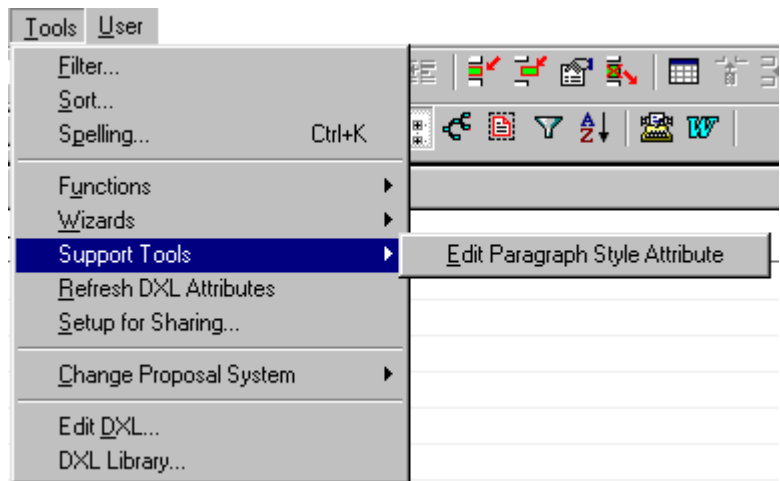 Tools User
Filter...
Sort...
Spelling... Ctrl+K
Functions
Wizards
Support Tools
Edit Paragraph Style Attribute
Refresh DXL Attributes
Setup for Sharing...
Change Proposal System
Edit DXL...
DXL Library...